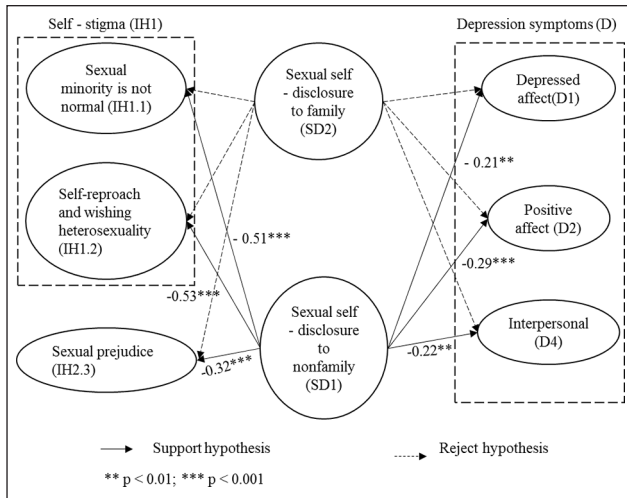 Self - stigma (IH1)
Depression symptoms (D)
Sexual
minority is not
normal (IH1.1)
Self-reproach
and wishing
heterosexuality
(IH1.2)
Sexual prejudice
(IH2.3)
Sexual self
- disclosure
to family
(SD2)
Sexual self
- disclosure
to
nonfamily
(SD1)
Depressed
affect(D1)
Positive
affect (D2)
Interpersonal
(D4)
- 0.51***
-0.53***
-0.32***
- 0.21**
-0.29***
-0.22**
Support hypothesis
Reject hypothesis
** p < 0.01; *** p < 0.001